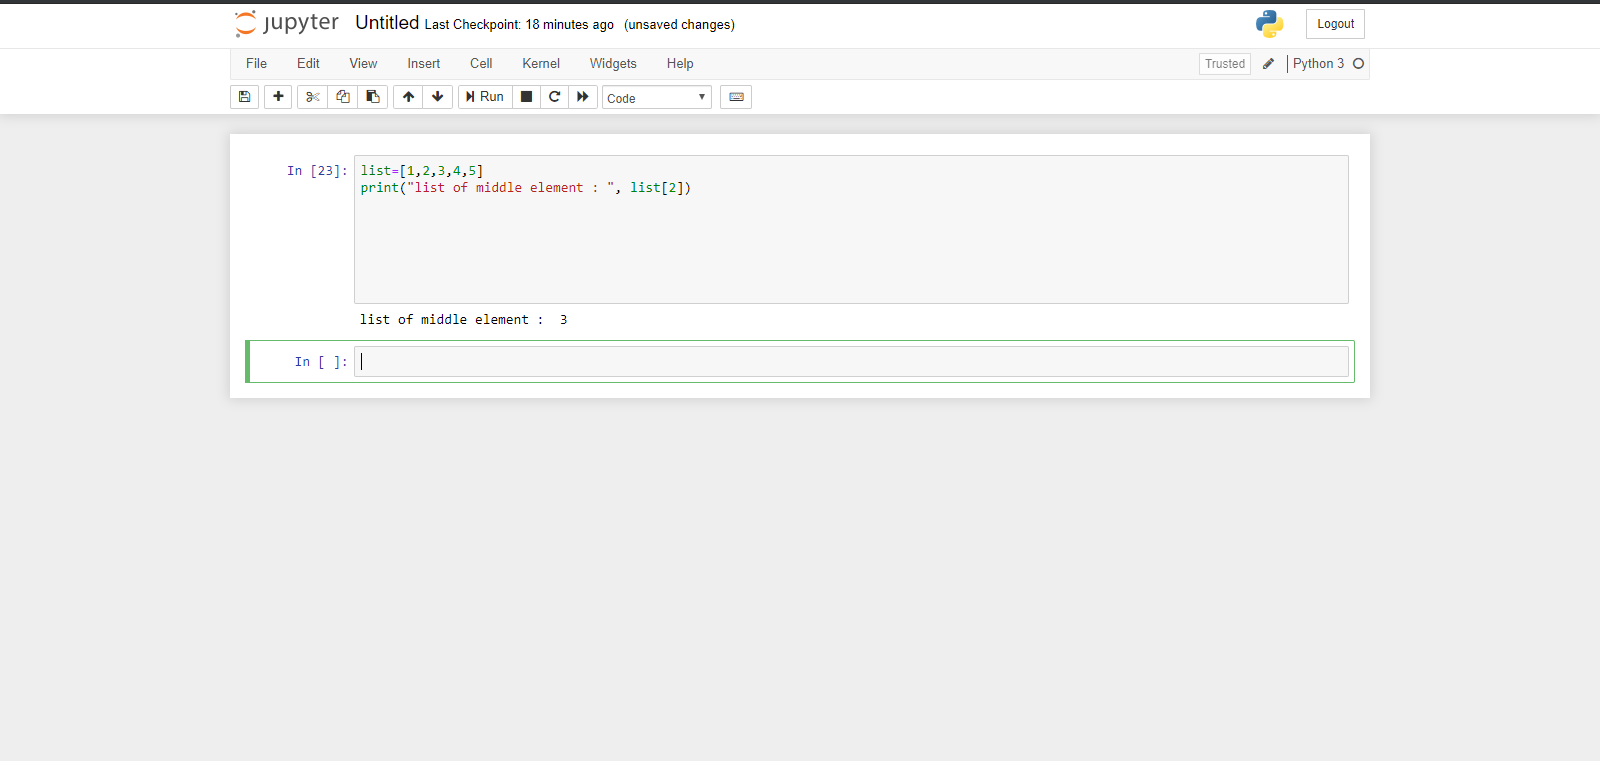 jupyter Untitled Last Checkpoint: 18 minutes ago (unsaved changes) Logout
File Edit View Insert Cell Kernel Widgets Help Trusted Python 3
Run Code
In [23]: list=[1,2,3,4,5]
print("list of middle element : ", list[2])
list of middle element :  3
In [ ]: